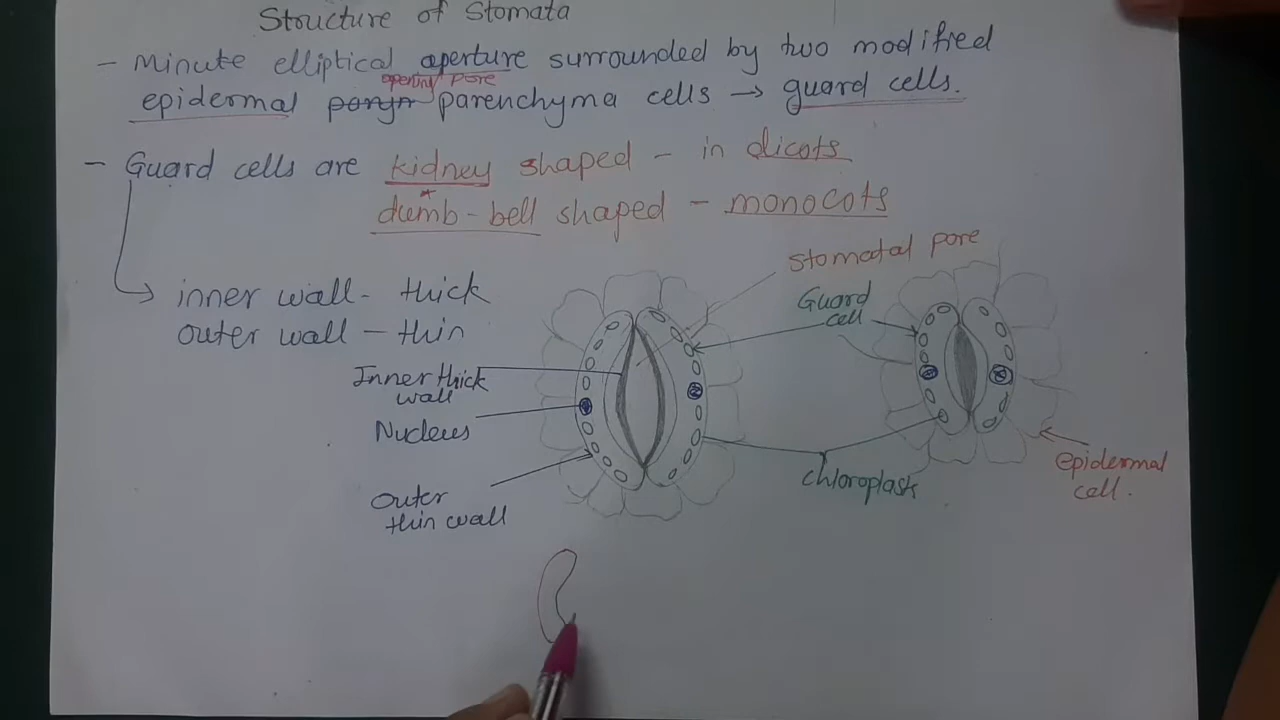 Structure of Stomata
- Minute elliptical aperture surrounded by two modified
opening pore
epidermal parenchyma cells → guard cells.
- Guard cells are kidney shaped - in dicots
dumb-bell shaped - monocots
inner wall - thick
outer wall - thin
stomatal pore
Guard
cell
Inner thick
wall
Nucleus
Outer
thin wall
chloroplast
epidermal
cell.